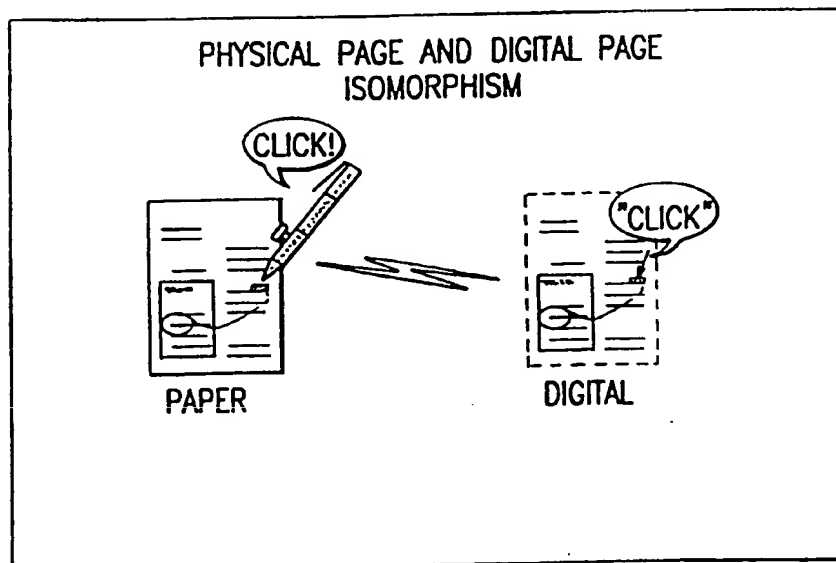 PHYSICAL PAGE AND DIGITAL PAGE
ISOMORPHISM
CLICK!
"CLICK"
PAPER
DIGITAL